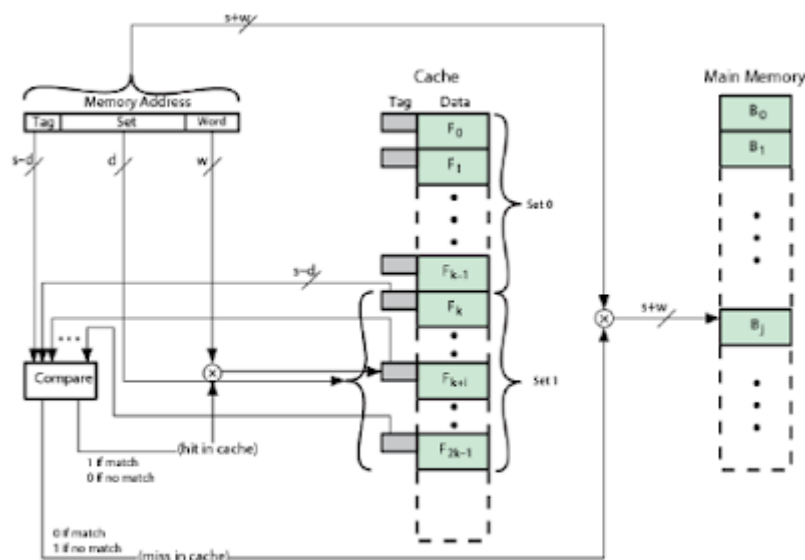 s+w
Cache
Main Memory
Memory Address
Tag Data
Tag Set Word
F0
B0
F1
B1
s–d
d
w
Set 0
s–d
Fk–1
Fk
s+w
Bj
Compare
Fk+i
Set 1
(hit in cache)
F2k–1
1 if match
0 if no match
0 if match
1 if no match
(miss in cache)